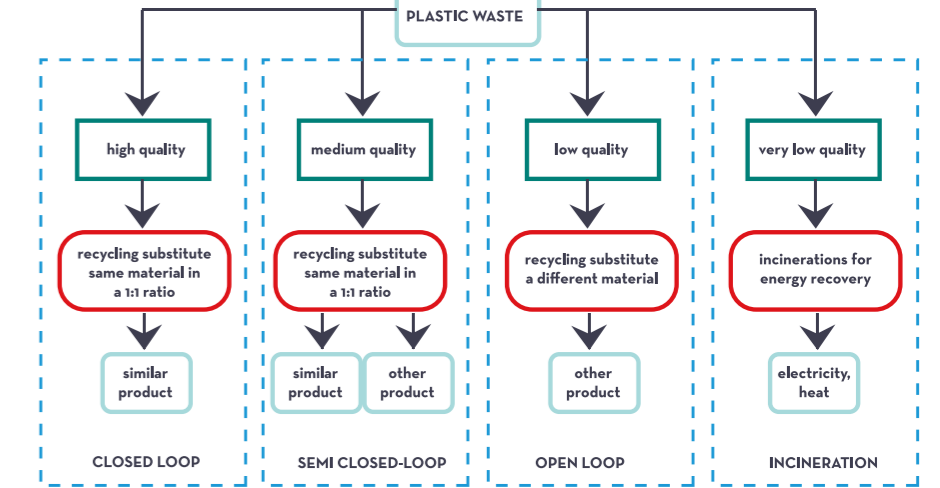 PLASTIC WASTE
high quality
medium quality
low quality
very low quality
recycling substitute
same material in
a 1:1 ratio
recycling substitute
same material in
a 1:1 ratio
recycling substitute
a different material
incinerations for
energy recovery
similar
product
similar
product
other
product
other
product
electricity,
heat
CLOSED LOOP
SEMI CLOSED-LOOP
OPEN LOOP
INCINERATION